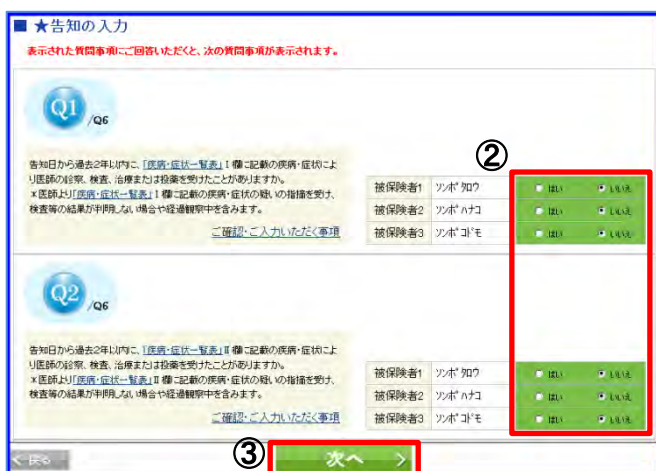 ■ ★告知の入力
表示された質問事項にご回答いただくと、次の質問事項が表示されます。
Q1 /Q6
告知日から過去2年以内に、「疾病・症状一覧表」Ⅰ欄に記載の疾病・症状によ
り医師の診察、検査、治療または投薬を受けたことがありますか。
※医師より「疾病・症状一覧表」Ⅰ欄に記載の疾病・症状の疑いの指摘を受け、
検査等の結果が判明しない場合や経過観察中を含みます。
ご確認・ご入力いただく事項
②
被保険者1 ソンポ タロウ はい いいえ
被保険者2 ソンポ ハナコ はい いいえ
被保険者3 ソンポ コドモ はい いいえ
Q2 /Q6
告知日から過去2年以内に、「疾病・症状一覧表」Ⅱ欄に記載の疾病・症状によ
り医師の診察、検査、治療または投薬を受けたことがありますか。
※医師より「疾病・症状一覧表」Ⅱ欄に記載の疾病・症状の疑いの指摘を受け、
検査等の結果が判明しない場合や経過観察中を含みます。
ご確認・ご入力いただく事項
被保険者1 ソンポ タロウ はい いいえ
被保険者2 ソンポ ハナコ はい いいえ
被保険者3 ソンポ コドモ はい いいえ
< 戻る
③
次へ >